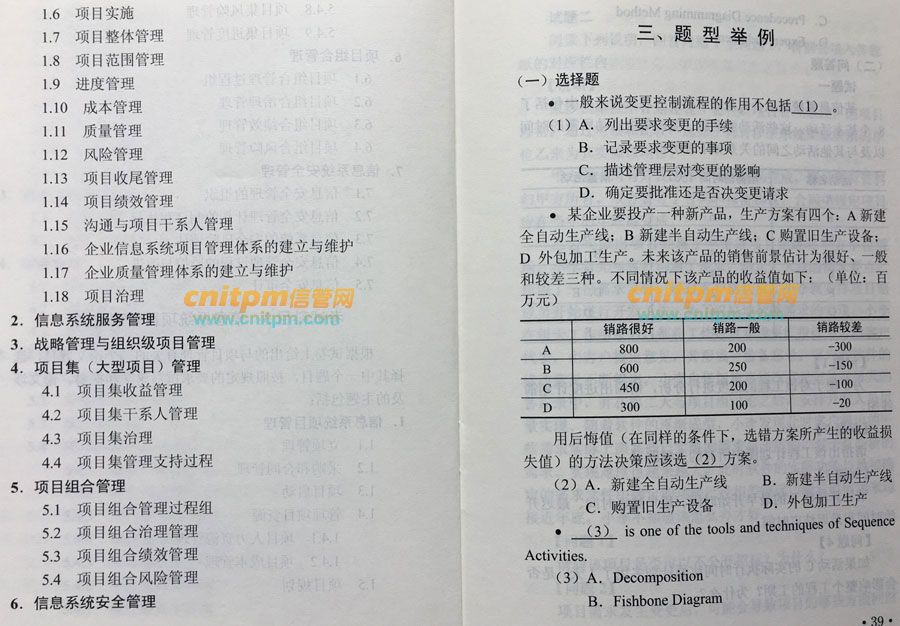 1.6 项目实施
1.7 项目整体管理
1.8 项目范围管理
1.9 进度管理
1.10 成本管理
1.11 质量管理
1.12 风险管理
1.13 项目收尾管理
1.14 项目绩效管理
1.15 沟通与项目干系人管理
1.16 企业信息系统项目管理体系的建立与维护
1.17 企业质量管理体系的建立与维护
1.18 项目治理
2. 信息系统服务管理
3. 战略管理与组织级项目管理
4. 项目集（大型项目）管理
4.1 项目集收益管理
4.2 项目集干系人管理
4.3 项目集治理
4.4 项目集管理支持过程
5. 项目组合管理
5.1 项目组合管理过程组
5.2 项目组合治理管理
5.3 项目组合绩效管理
5.4 项目组合风险管理
6. 信息系统安全管理
cnitpm信管网
www.cnitpm.com
三、题型举例
（一）选择题
● 一般来说变更控制流程的作用不包括（1）。
（1）A．列出要求变更的手续
B．记录要求变更的事项
C．描述管理层对变更的影响
D．确定要批准还是否决变更请求
● 某企业要投产一种新产品，生产方案有四个：A 新建
全自动生产线；B 新建半自动生产线；C 购置旧生产设备；
D 外包加工生产。未来该产品的销售前景估计为很好、一般
和较差三种。不同情况下该产品的收益值如下：（单位：百
万元）
销路很好 销路一般 销路较差
A 800 200 −300
B 600 250 −150
C 450 200 −100
D 300 100 −20
用后悔值（在同样的条件下，选错方案所产生的收益损
失值）的方法决策应该选（2）方案。
（2）A．新建全自动生产线 B．新建半自动生产线
C．购置旧生产设备 D．外包加工生产
● （3） is one of the tools and techniques of Sequence
Activities.
（3）A．Decomposition
B．Fishbone Diagram
cnitpm信管网
www.cnitpm.com
·39·